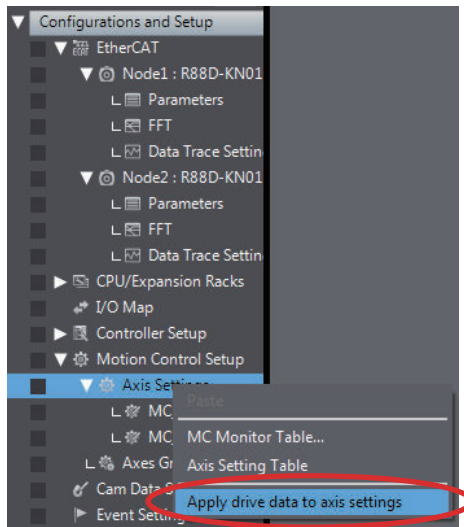 Configurations and Setup
EtherCAT
Node1 : R88D-KN01
Parameters
FFT
Data Trace Settin
Node2 : R88D-KN01
Parameters
FFT
Data Trace Settin
CPU/Expansion Racks
I/O Map
Controller Setup
Motion Control Setup
Axis Settings
Paste
MC
MC Monitor Table...
MC
Axis Setting Table
Axes Gr
Cam Data S
Apply drive data to axis settings
Event Setting